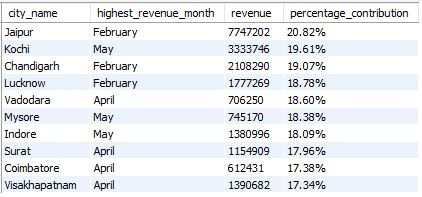 city_name highest_revenue_month revenue percentage_contribution
Jaipur February 7747202 20.82%
Kochi May 3333746 19.61%
Chandigarh February 2108290 19.07%
Lucknow February 1777269 18.78%
Vadodara April 706250 18.60%
Mysore May 745170 18.38%
Indore May 1380996 18.09%
Surat April 1154909 17.96%
Coimbatore April 612431 17.38%
Visakhapatnam April 1390682 17.34%